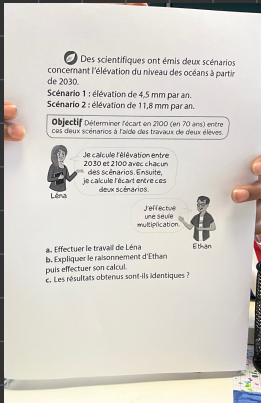 Des scientifiques ont émis deux scénarios
concernant l'élévation du niveau des océans à partir
de 2030.
Scénario 1 : élévation de 4,5 mm par an.
Scénario 2 : élévation de 11,8 mm par an.
Objectif Déterminer l'écart en 2100 (en 70 ans) entre
ces deux scénarios à l'aide des travaux de deux élèves.
Je calcule l'élévation entre
2030 et 2100 avec chacun
des scénarios. Ensuite,
je calcule l'écart entre ces
deux scénarios.
Léna
J'effectue
une seule
multiplication.
Ethan
a. Effectuer le travail de Léna
b. Expliquer le raisonnement d'Ethan
puis effectuer son calcul.
c. Les résultats obtenus sont-ils identiques ?